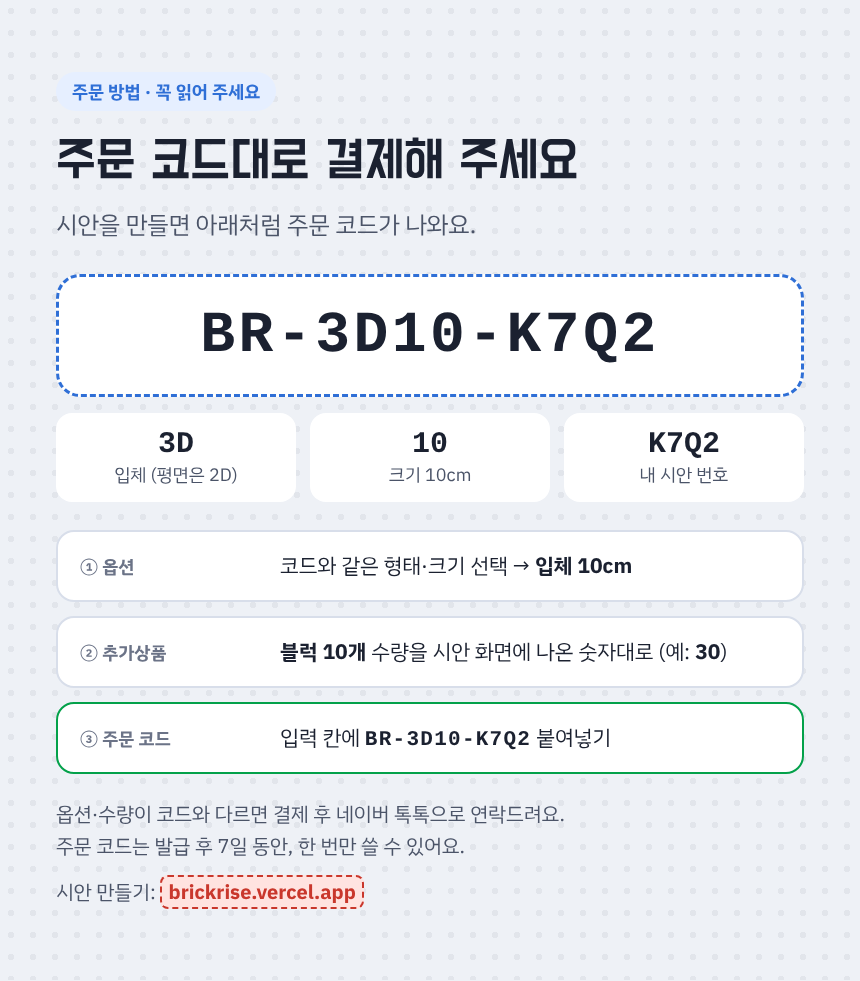 주문 방법 · 꼭 읽어 주세요
주문 코드대로 결제해 주세요
시안을 만들면 아래처럼 주문 코드가 나와요.
BR-3D10-K7Q2
3D
입체 (평면은 2D)
10
크기 10cm
K7Q2
내 시안 번호
① 옵션
코드와 같은 형태·크기 선택 → 입체 10cm
② 추가상품
블럭 10개 수량을 시안 화면에 나온 숫자대로 (예: 30)
③ 주문 코드
입력 칸에 BR-3D10-K7Q2 붙여넣기
옵션·수량이 코드와 다르면 결제 후 네이버 톡톡으로 연락드려요.
주문 코드는 발급 후 7일 동안, 한 번만 쓸 수 있어요.
시안 만들기: brickrise.vercel.app